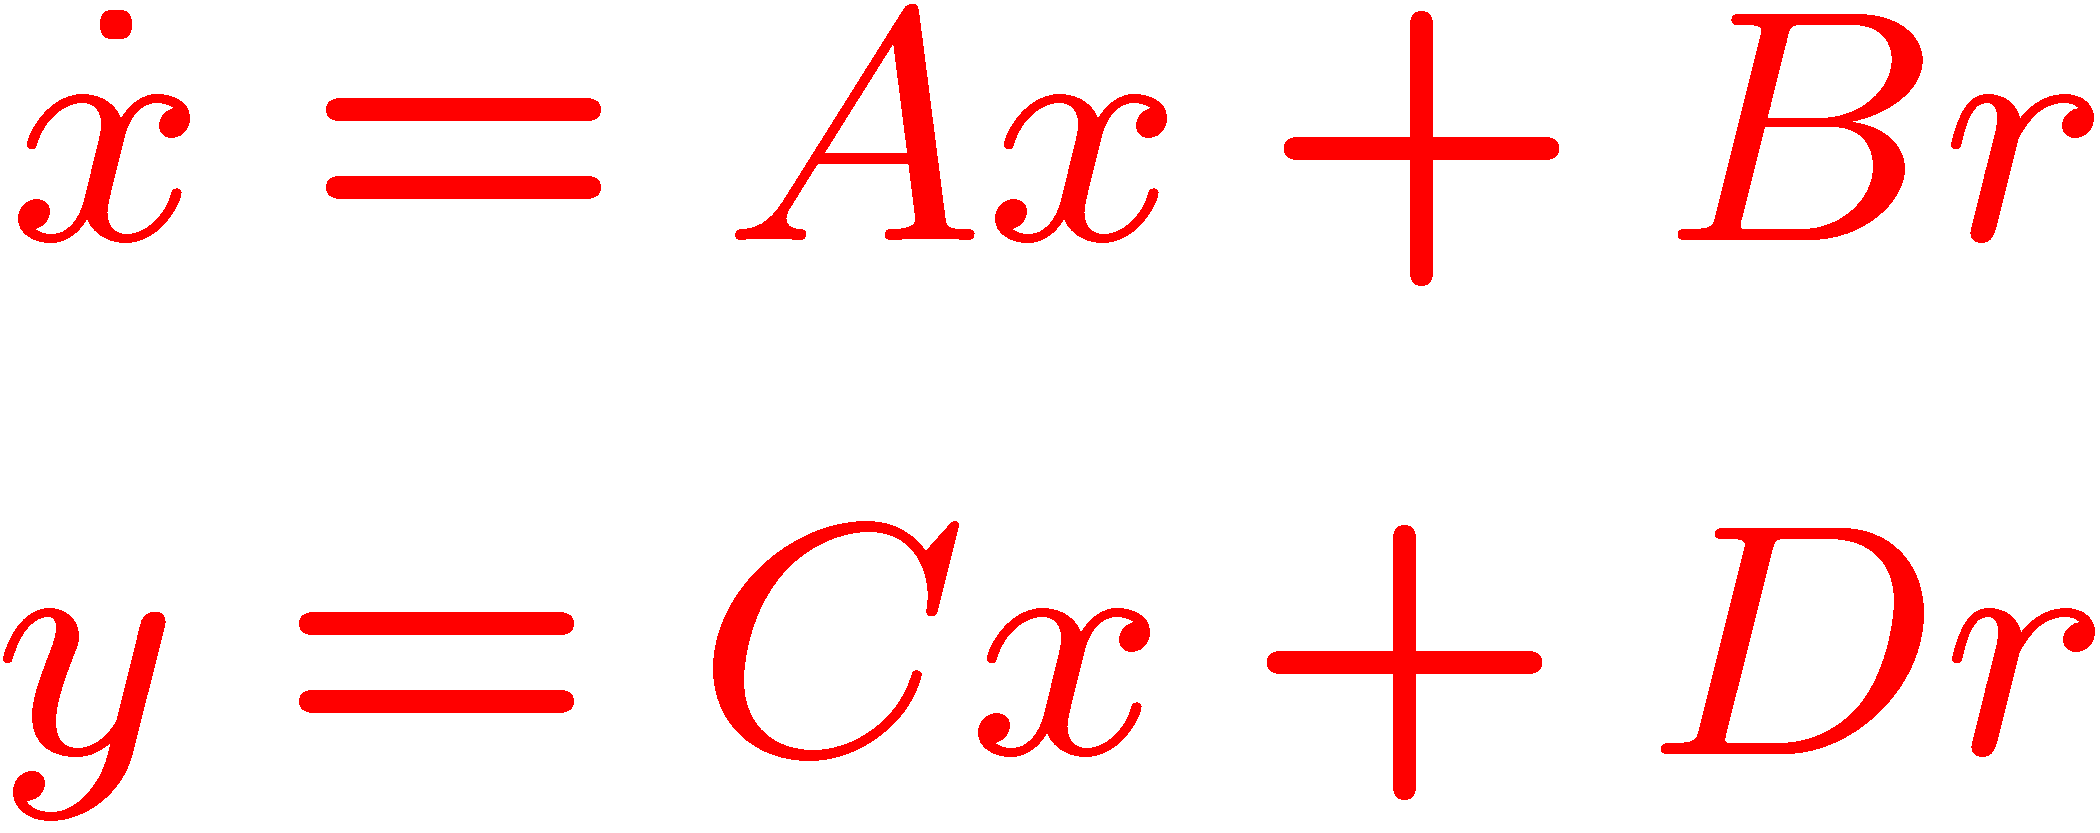 ẋ = Ax + Br
y = Cx + Dr